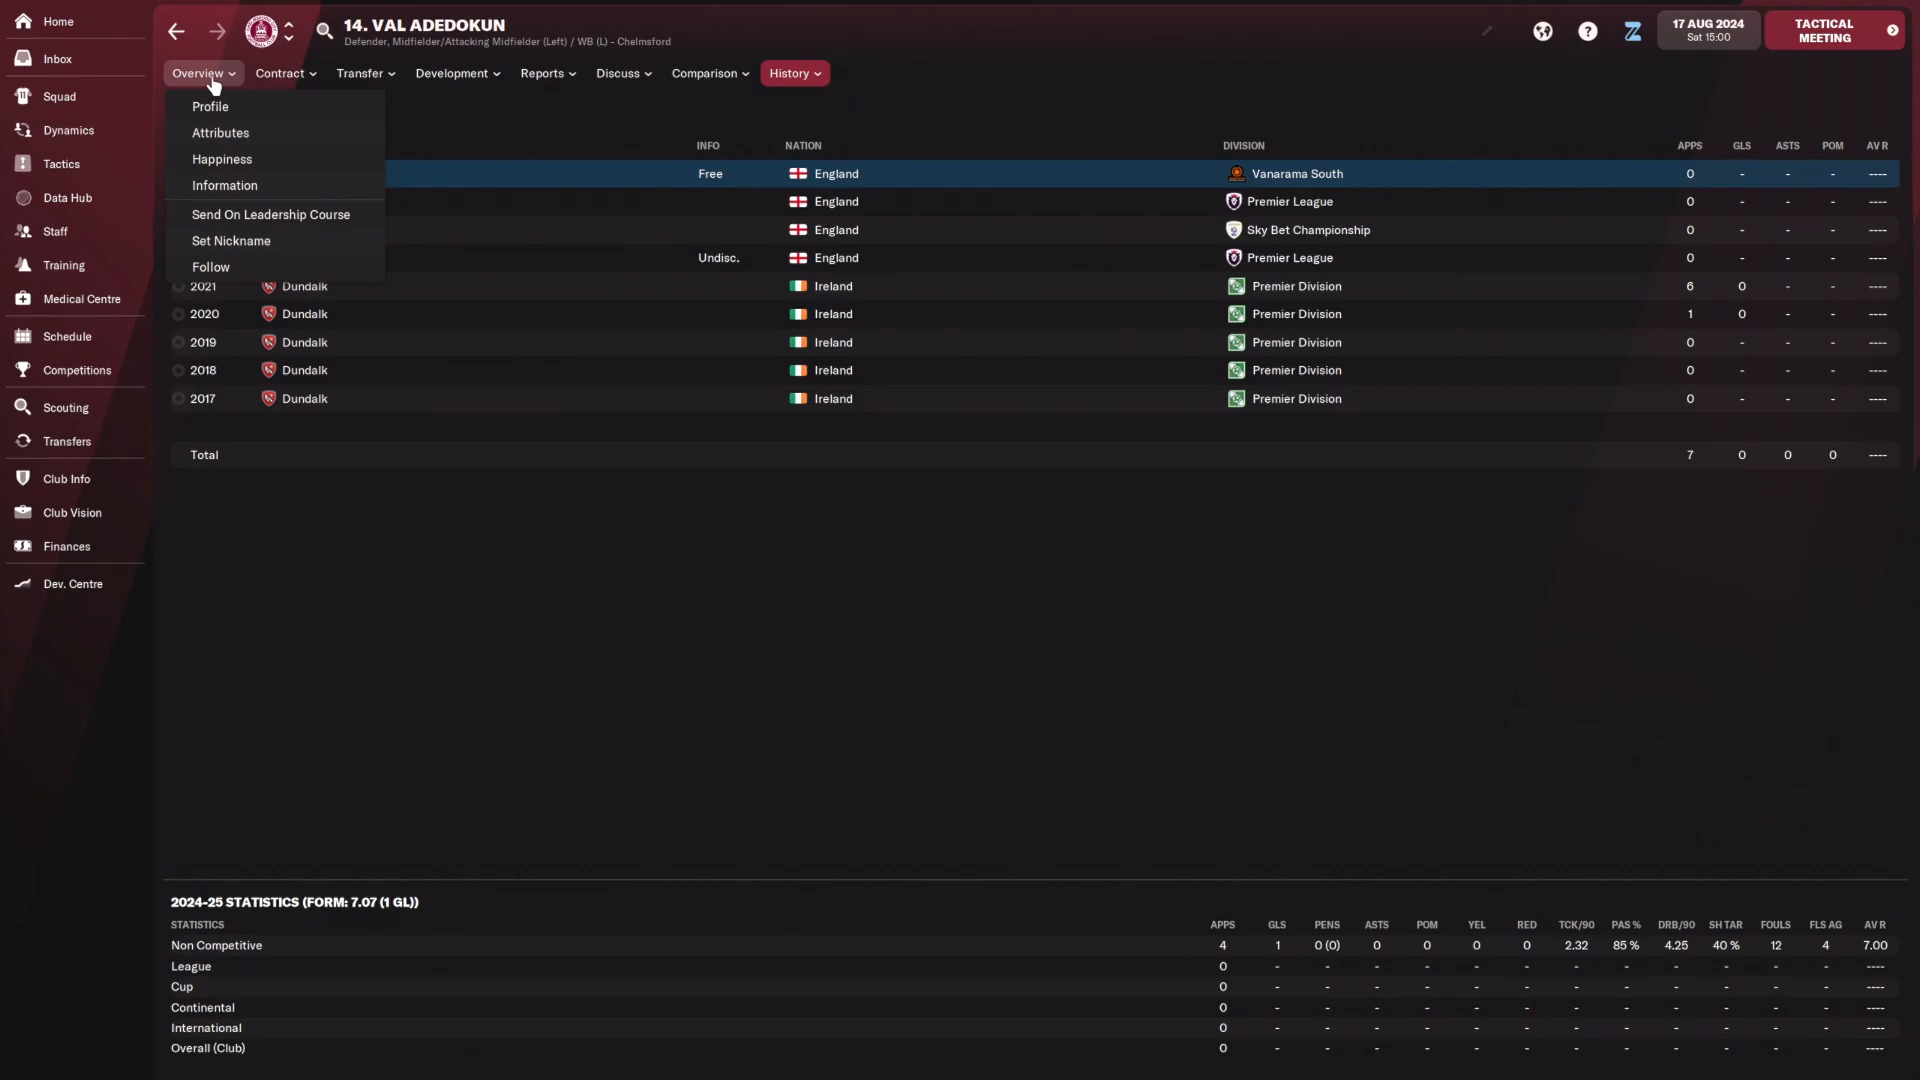 Home
14. VAL ADEDOKUN
Defender, Midfielder/Attacking Midfielder (Left) / WB (L) - Chelmsford
17 AUG 2024
Sat 15:00
TACTICAL
MEETING
Inbox
Squad
Dynamics
Tactics
Data Hub
Staff
Training
Medical Centre
Schedule
Competitions
Scouting
Transfers
Club Info
Club Vision
Finances
Dev. Centre
Overview Contract Transfer Development Reports Discuss Comparison History
Profile
Attributes
Happiness
Information
Send On Leadership Course
Set Nickname
Follow
INFO NATION DIVISION APPS GLS ASTS POM AV R
Free England Vanarama South 0 - - - ----
England Premier League 0 - - - ----
England Sky Bet Championship 0 - - - ----
Undisc. England Premier League 0 - - - ----
2021 Dundalk Ireland Premier Division 6 0 - - ----
2020 Dundalk Ireland Premier Division 1 0 - - ----
2019 Dundalk Ireland Premier Division 0 - - - ----
2018 Dundalk Ireland Premier Division 0 - - - ----
2017 Dundalk Ireland Premier Division 0 - - - ----
Total 7 0 0 0 ----
2024-25 STATISTICS (FORM: 7.07 (1 GL))
STATISTICS APPS GLS PENS ASTS POM YEL RED TCK/90 PAS % DRB/90 SH TAR FOULS FLS AG AV R
Non Competitive 4 1 0 (0) 0 0 0 0 2.32 85 % 4.25 40 % 12 4 7.00
League 0 - - - - - - - - - - - - ----
Cup 0 - - - - - - - - - - - - ----
Continental 0 - - - - - - - - - - - - ----
International 0 - - - - - - - - - - - - ----
Overall (Club) 0 - - - - - - - - - - - - ----